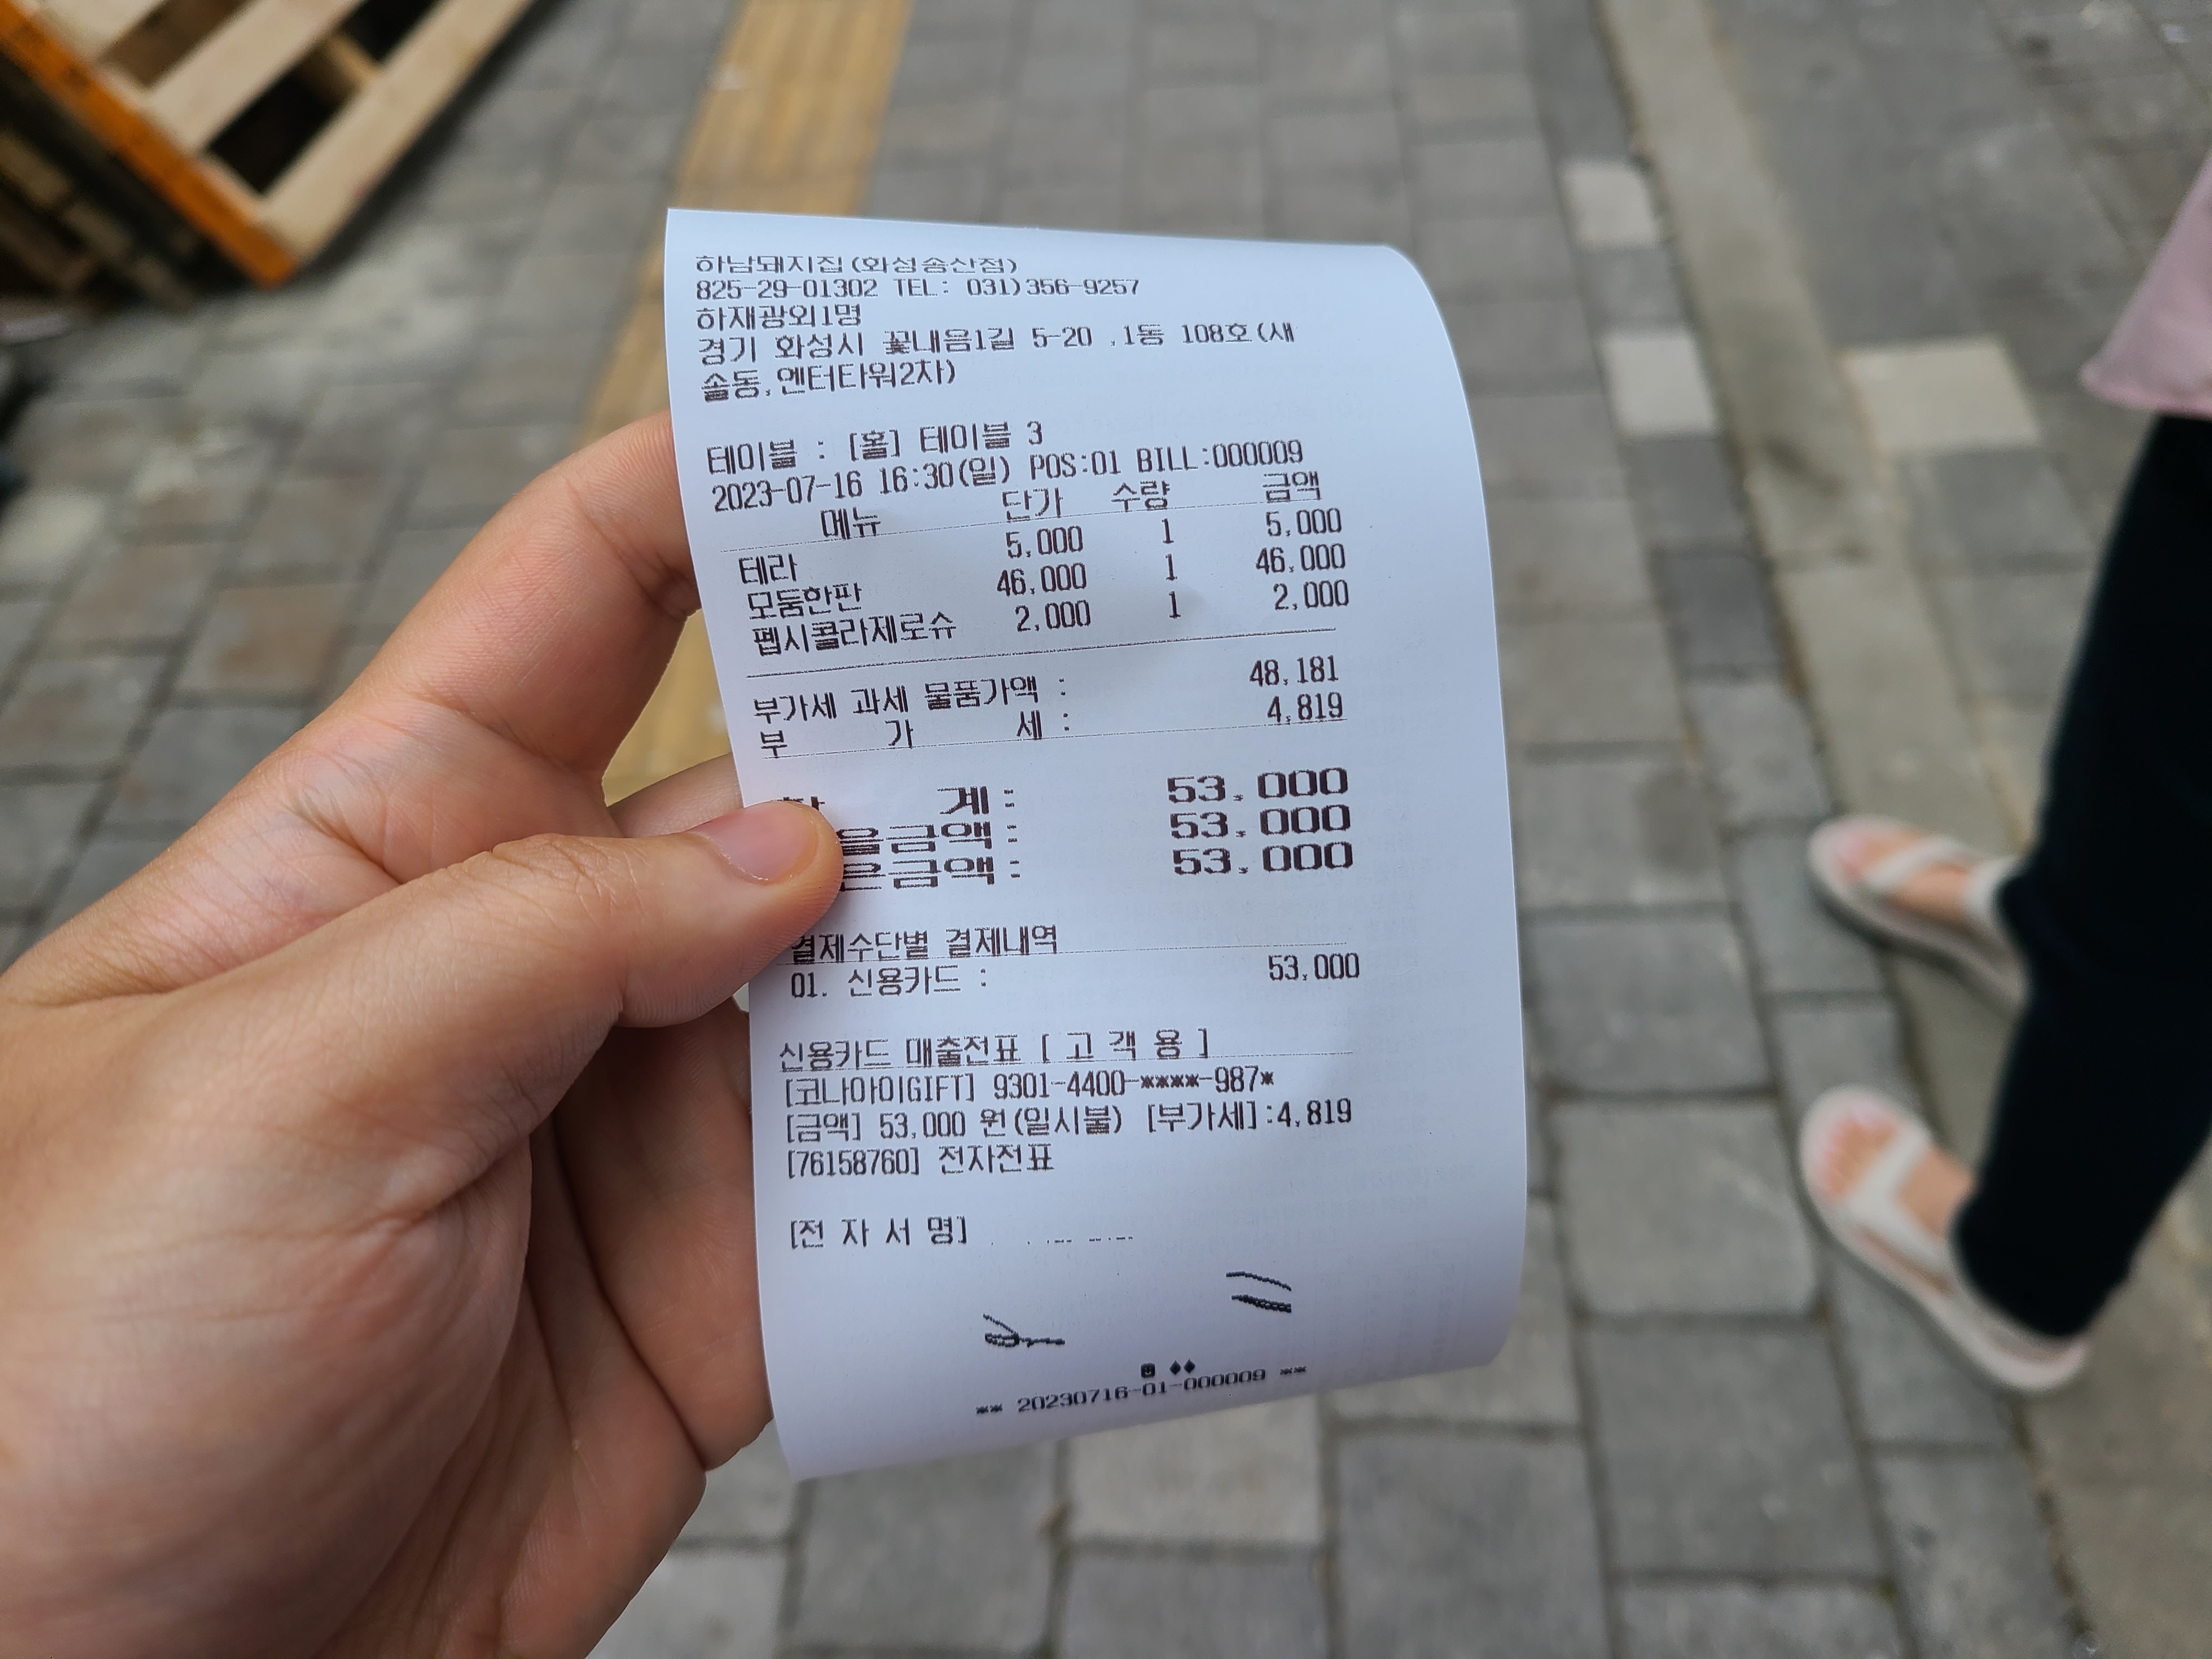 하남돼지집(화성송산점)
825-29-01302 TEL: 031)356-9257
하재광외1명
경기 화성시 꽃내음1길 5-20 ,1동 108호(새
솔동,엔터타워2차)
테이블 : [홀] 테이블 3
2023-07-16 16:30(일) POS:01 BILL:000009
메뉴 단가 수량 금액
테라 5,000 1 5,000
모둠한판 46,000 1 46,000
펩시콜라제로슈 2,000 1 2,000
부가세 과세 물품가액 : 48,181
부 가 세 : 4,819
계: 53,000
을금액: 53,000
은금액: 53,000
결제수단별 결제내역
01. 신용카드 : 53,000
신용카드 매출전표 [ 고 객 용 ]
[코나아이GIFT] 9301-4400-****-987*
[금액] 53,000 원(일시불) [부가세]:4,819
[76158760] 전자전표
[전 자 서 명]
** 20230716-01-000009 **